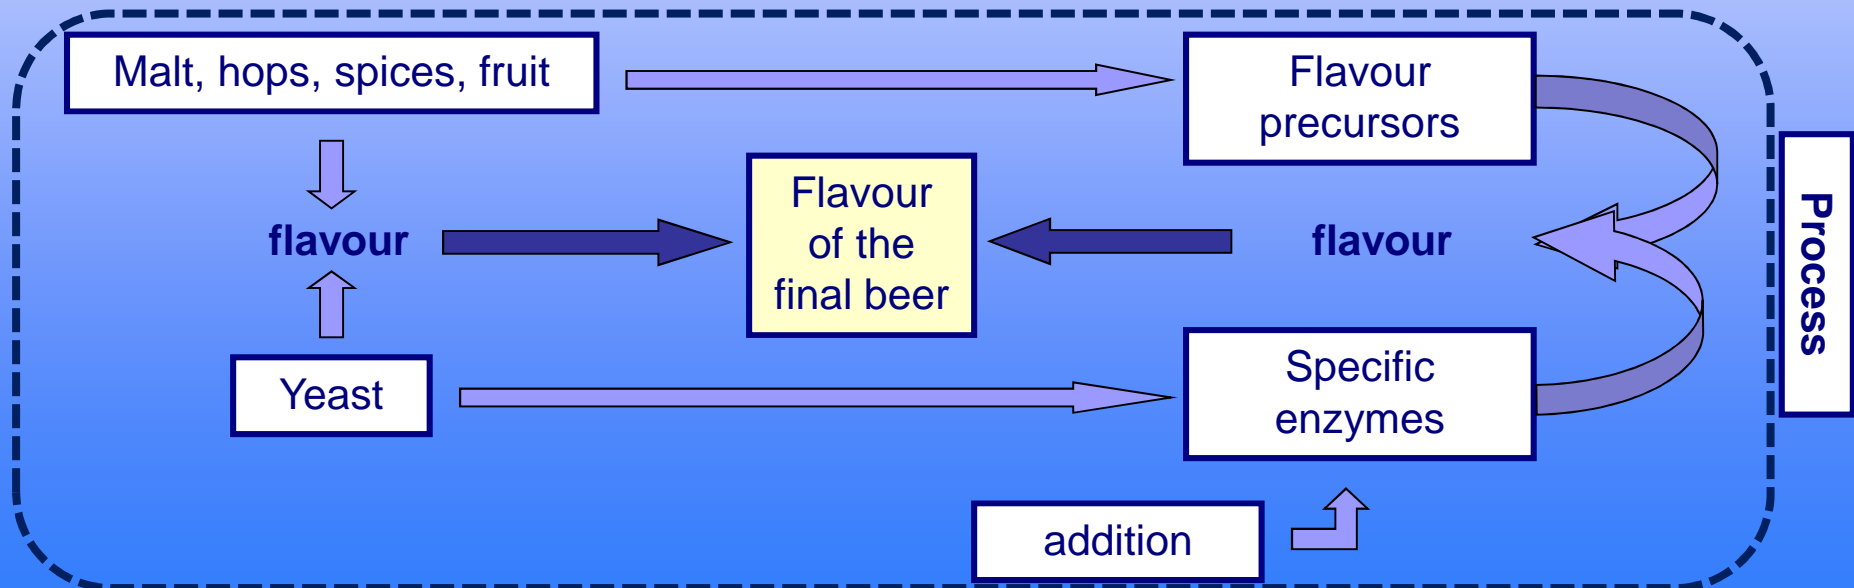 Malt, hops, spices, fruit
Flavour
precursors
Flavour
of the
final beer
flavour
flavour
Process
Yeast
Specific
enzymes
addition